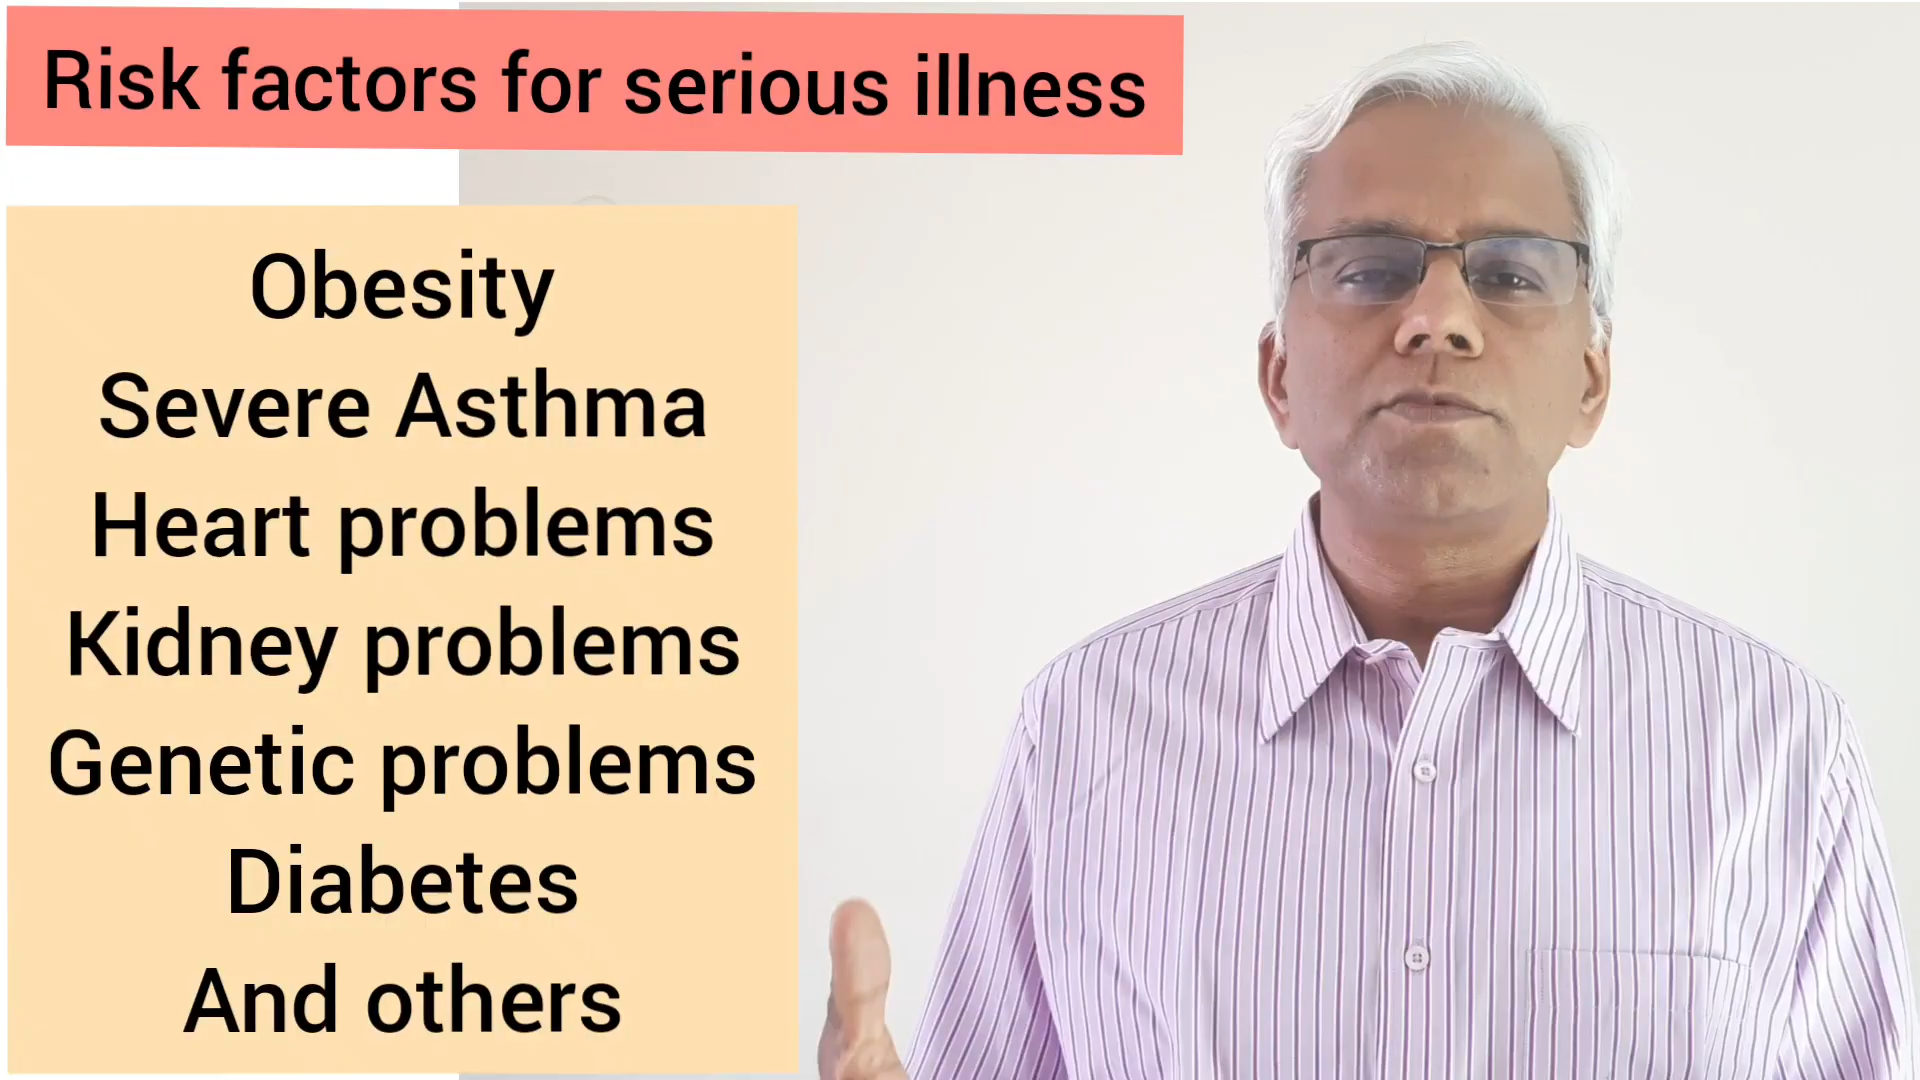 Risk factors for serious illness
Obesity
Severe Asthma
Heart problems
Kidney problems
Genetic problems
Diabetes
And others